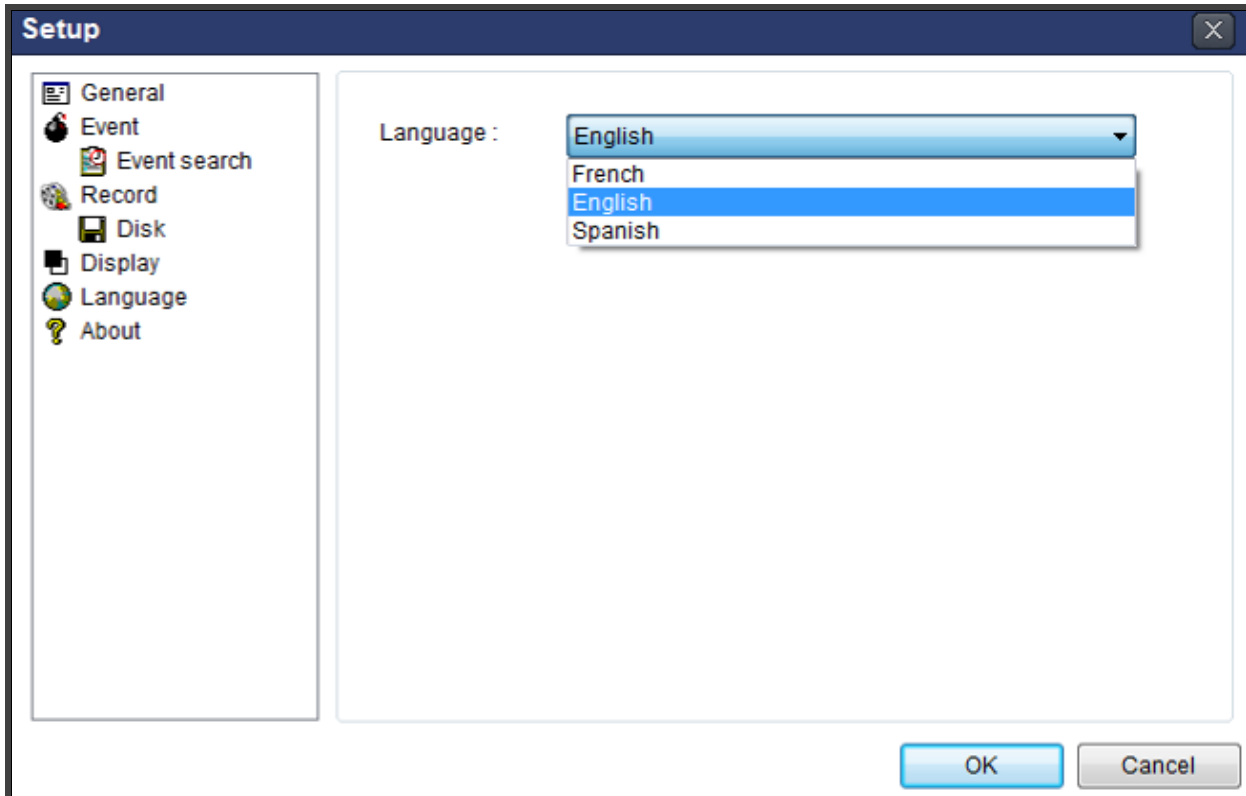 Setup
General
Event
Event search
Record
Disk
Display
Language
About
Language :
English
French
English
Spanish
OK
Cancel